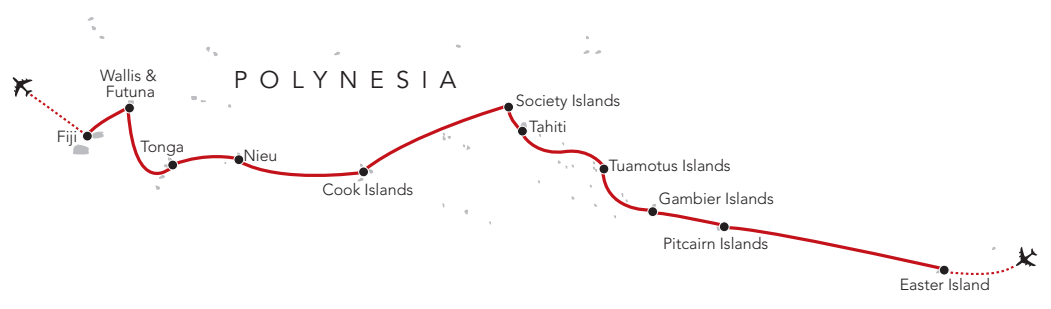 POLYNESIA
Wallis &
Futuna
Fiji
Tonga
Nieu
Cook Islands
Society Islands
Tahiti
Tuamotus Islands
Gambier Islands
Pitcairn Islands
Easter Island